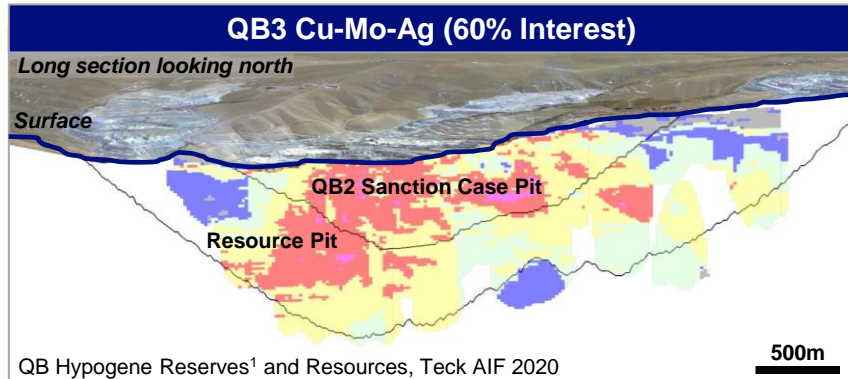 QB3 Cu-Mo-Ag (60% Interest)
Long section looking north
Surface
QB2 Sanction Case Pit
Resource Pit
QB Hypogene Reserves¹ and Resources, Teck AIF 2020
500m